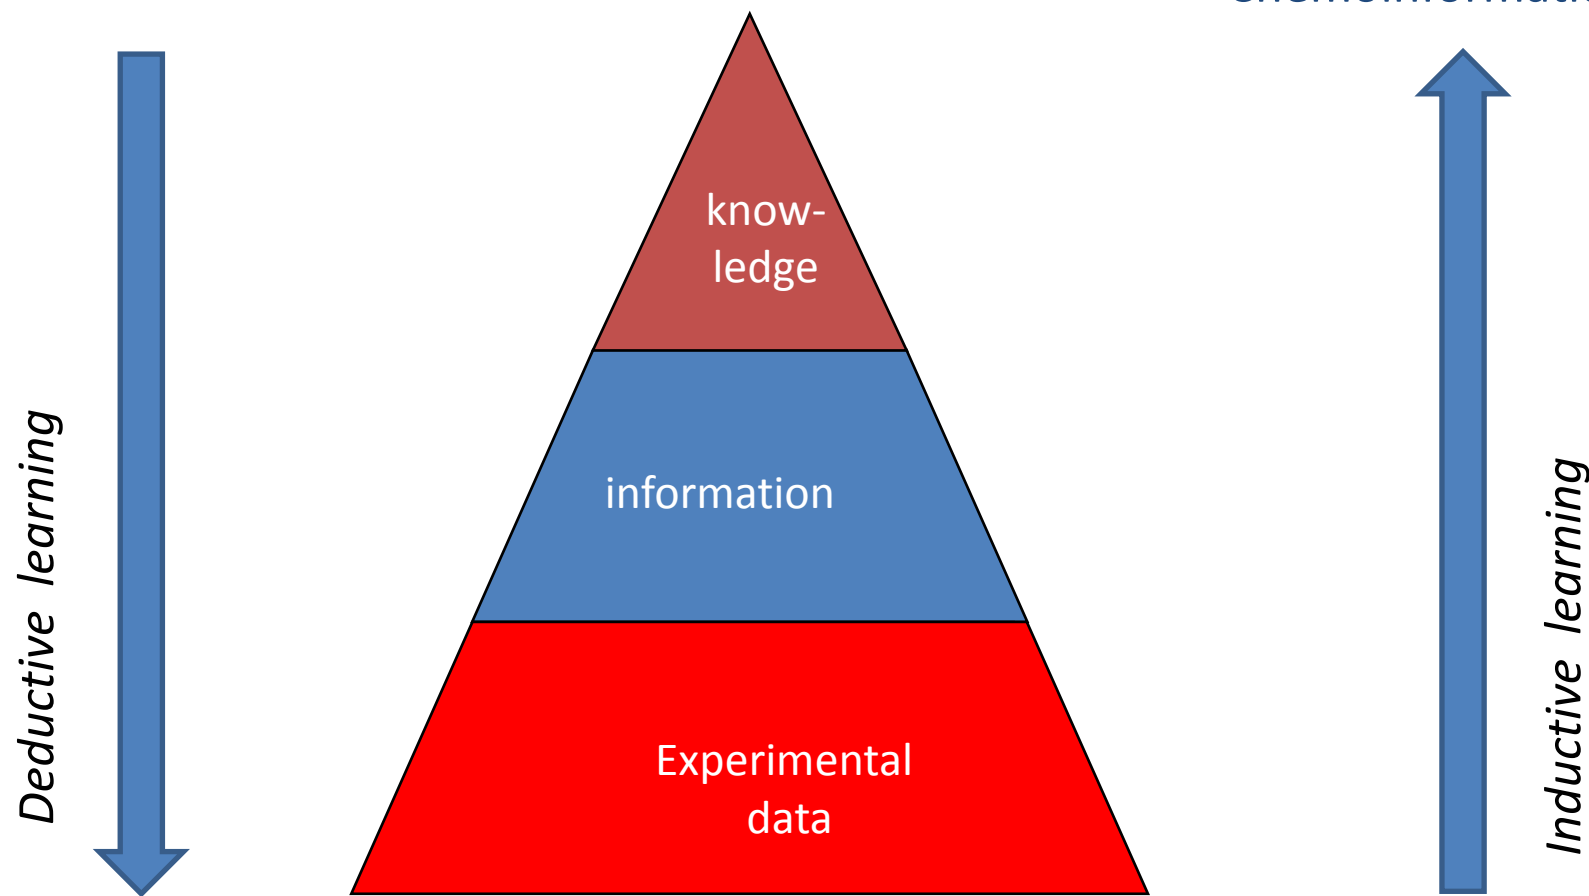 know-
ledge
information
Experimental
data
Deductive learning
Inductive learning